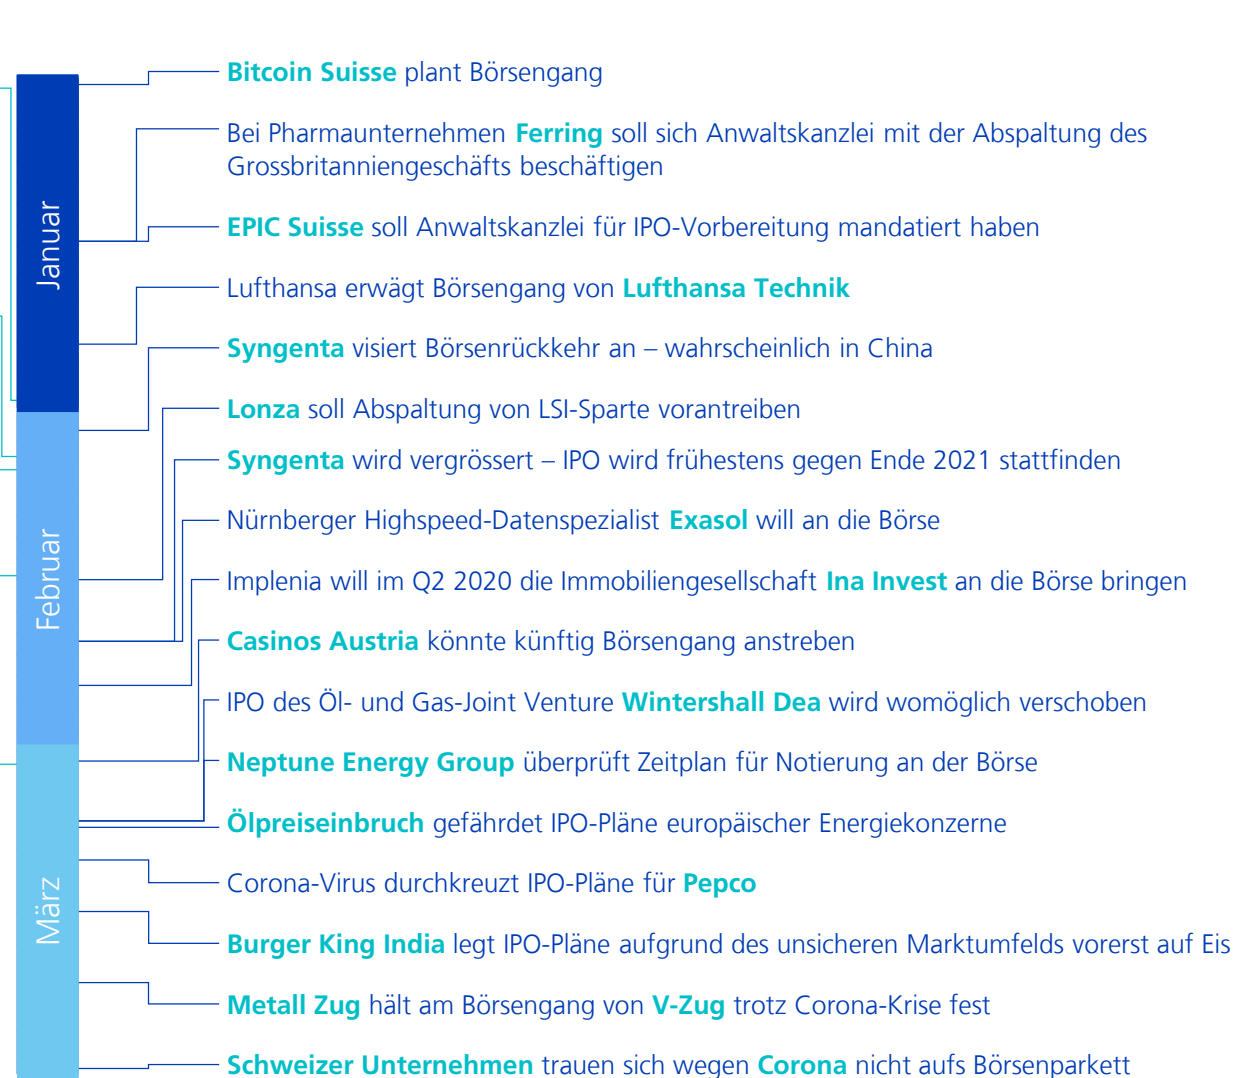 Januar
Bitcoin Suisse plant Börsengang
Bei Pharmaunternehmen Ferring soll sich Anwaltskanzlei mit der Abspaltung des
Grossbritanniengeschäfts beschäftigen
EPIC Suisse soll Anwaltskanzlei für IPO-Vorbereitung mandatiert haben
Lufthansa erwägt Börsengang von Lufthansa Technik
Februar
Syngenta visiert Börsenrückkehr an – wahrscheinlich in China
Lonza soll Abspaltung von LSI-Sparte vorantreiben
Syngenta wird vergrössert – IPO wird frühestens gegen Ende 2021 stattfinden
Nürnberger Highspeed-Datenspezialist Exasol will an die Börse
Implenia will im Q2 2020 die Immobiliengesellschaft Ina Invest an die Börse bringen
März
Casinos Austria könnte künftig Börsengang anstreben
IPO des Öl- und Gas-Joint Venture Wintershall Dea wird womöglich verschoben
Neptune Energy Group überprüft Zeitplan für Notierung an der Börse
Ölpreiseinbruch gefährdet IPO-Pläne europäischer Energiekonzerne
Corona-Virus durchkreuzt IPO-Pläne für Pepco
Burger King India legt IPO-Pläne aufgrund des unsicheren Marktumfelds vorerst auf Eis
Metall Zug hält am Börsengang von V-Zug trotz Corona-Krise fest
Schweizer Unternehmen trauen sich wegen Corona nicht aufs Börsenparkett